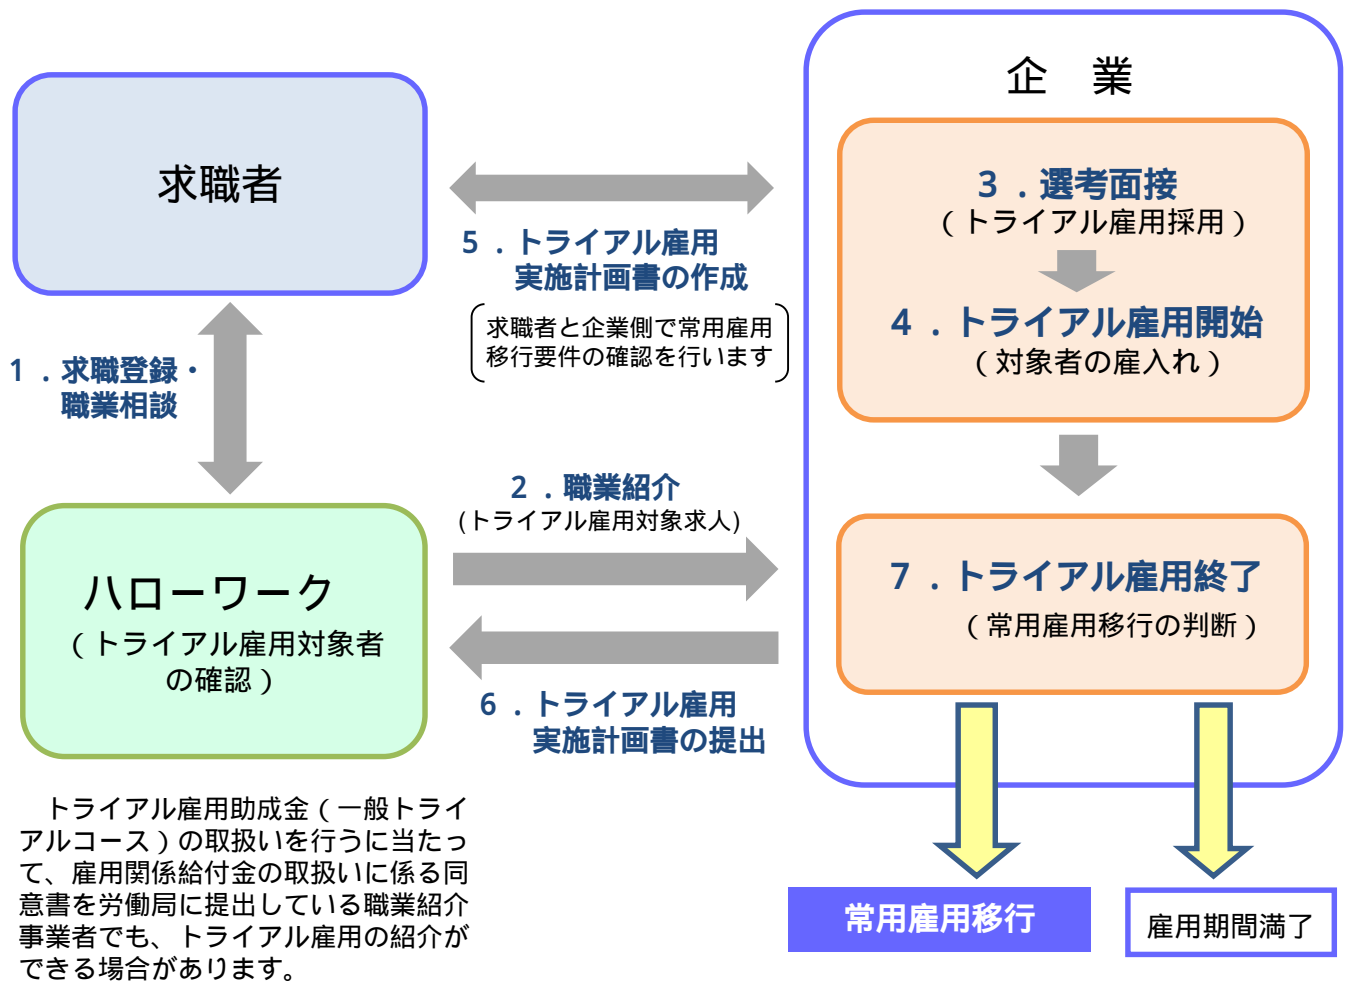 企　業
求職者
３．選考面接
（トライアル雇用採用）
４．トライアル雇用開始
（対象者の雇入れ）
５．トライアル雇用
実施計画書の作成
求職者と企業側で常用雇用
移行要件の確認を行います
１．求職登録・
職業相談
２．職業紹介
(トライアル雇用対象求人)
ハローワーク
（トライアル雇用対象者
の確認）
６．トライアル雇用
実施計画書の提出
７．トライアル雇用終了
（常用雇用移行の判断）
常用雇用移行
雇用期間満了
　トライアル雇用助成金（一般トライ
アルコース）の取扱いを行うに当たっ
て、雇用関係給付金の取扱いに係る同
意書を労働局に提出している職業紹介
事業者でも、トライアル雇用の紹介が
できる場合があります。